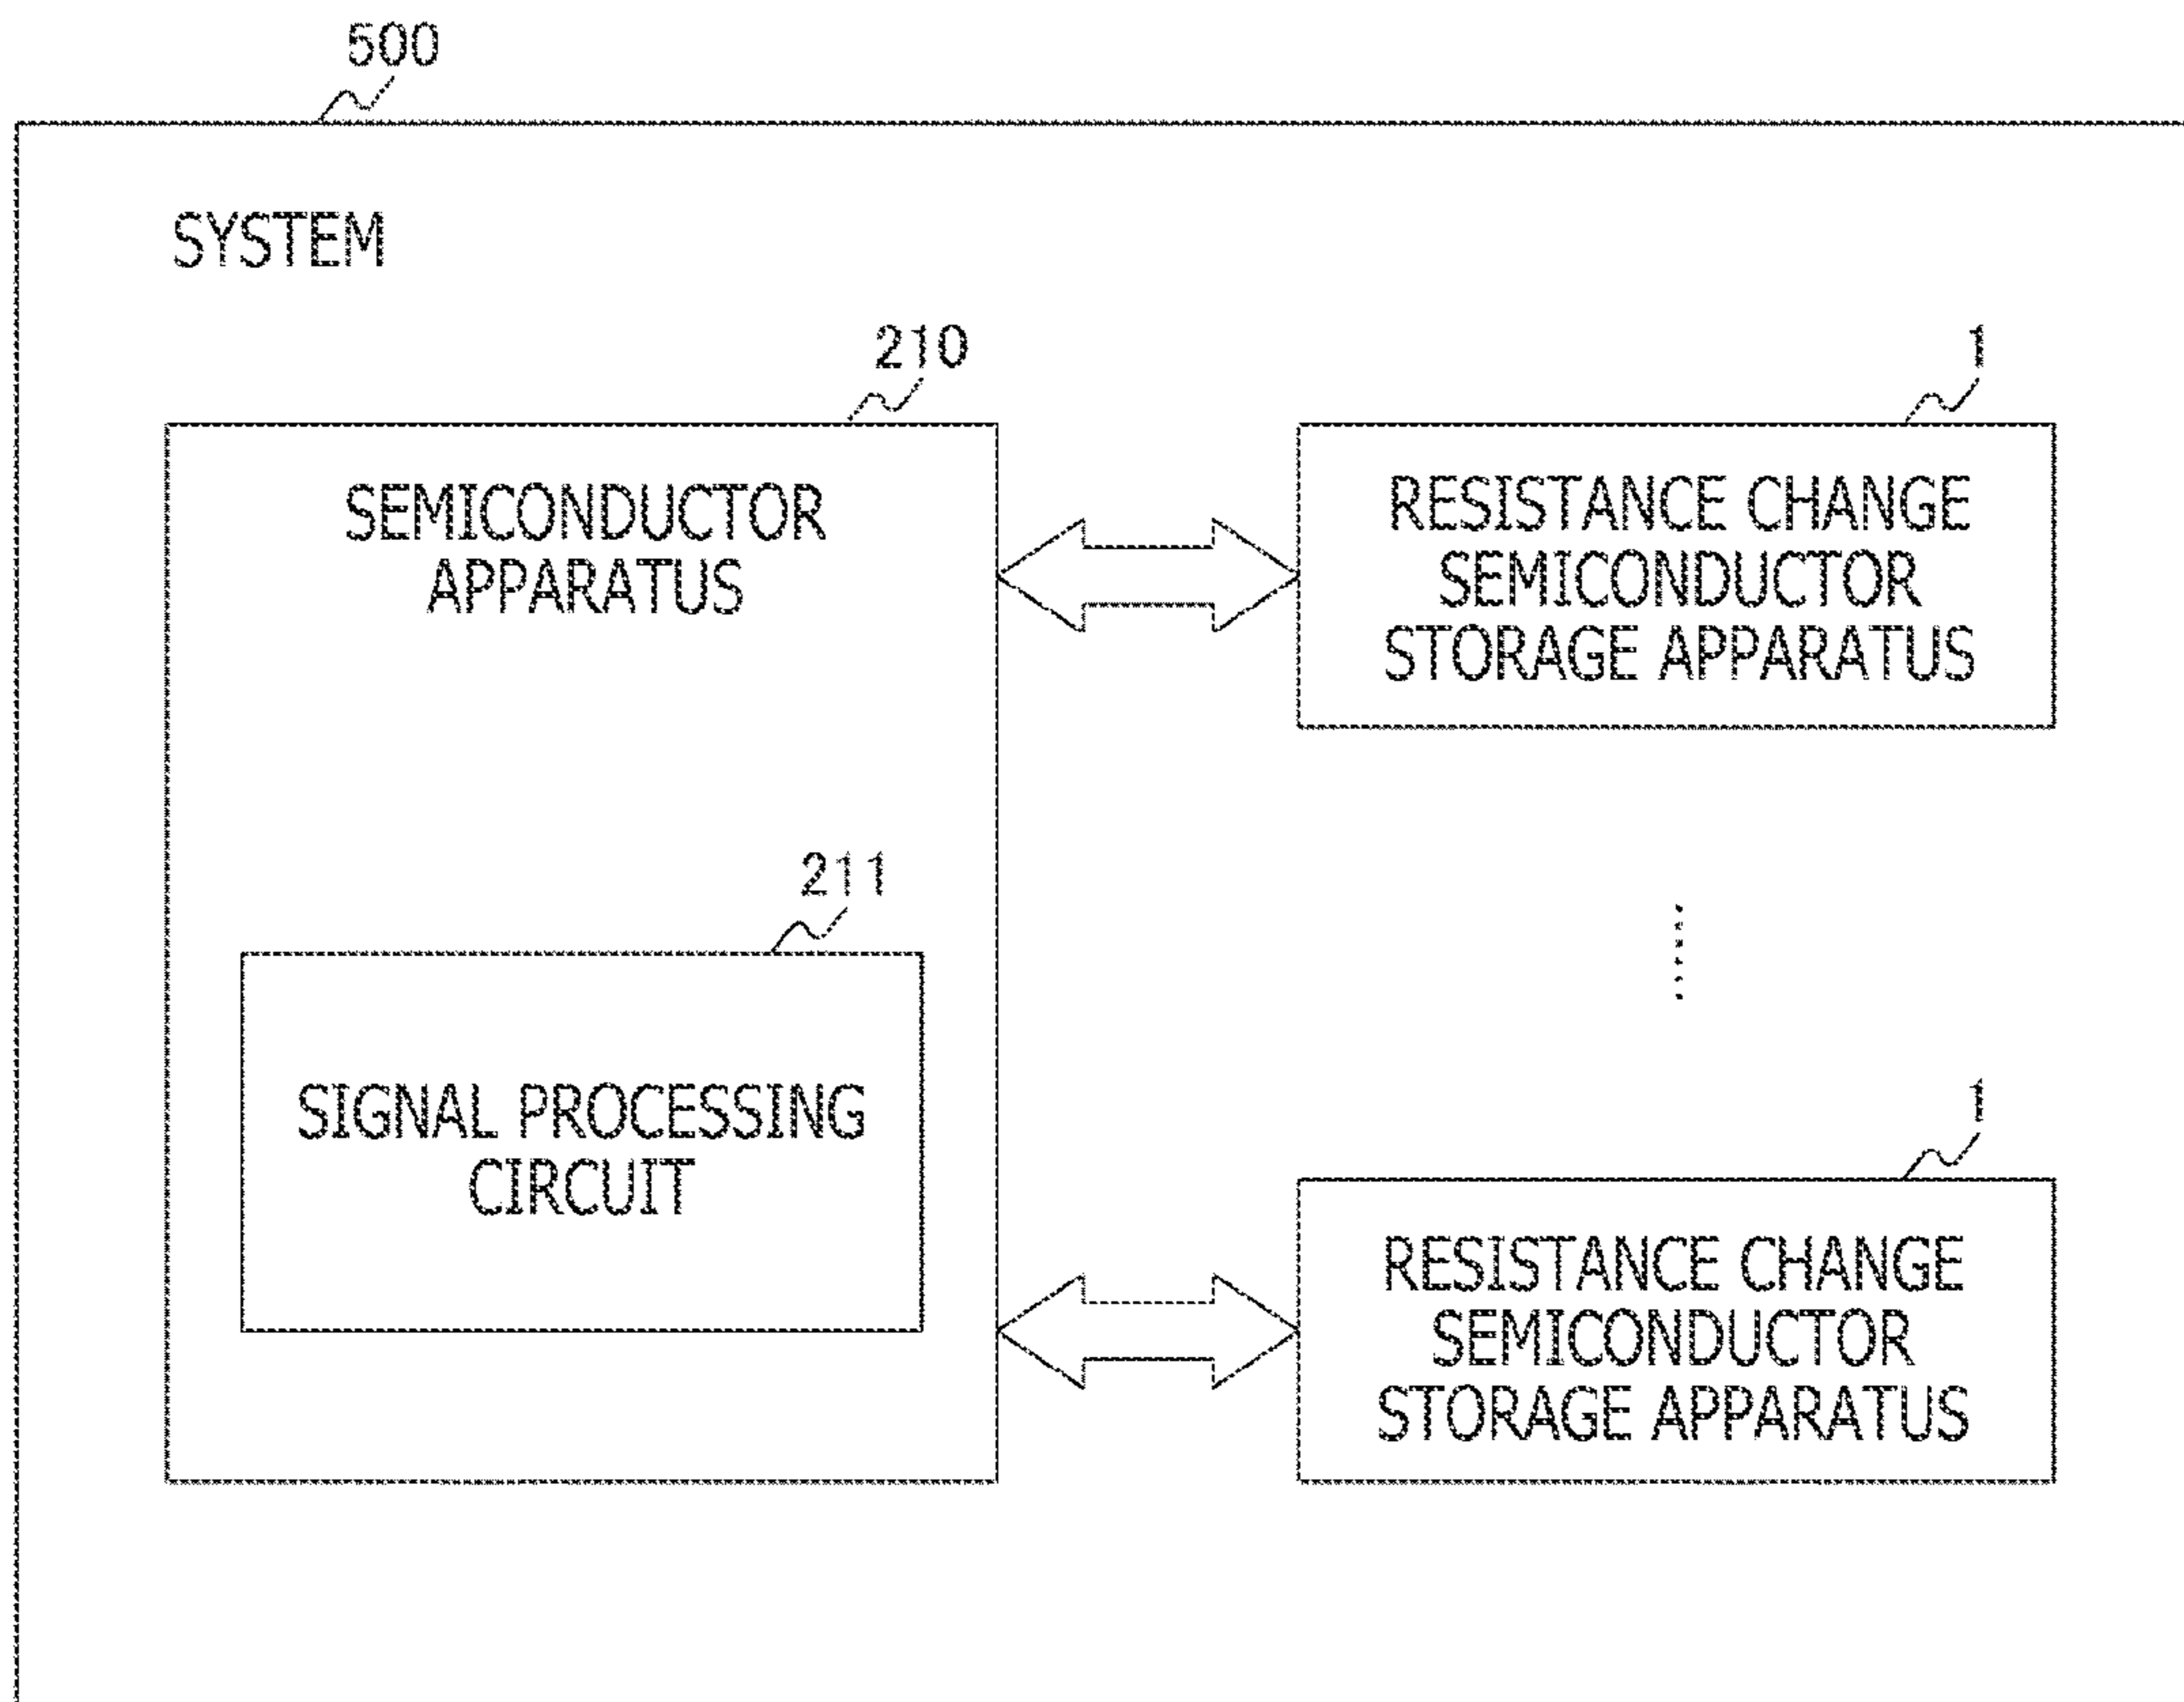 500
SYSTEM
210
1
SEMICONDUCTOR
APPARATUS
RESISTANCE CHANGE
SEMICONDUCTOR
STORAGE APPARATUS
211
SIGNAL PROCESSING
CIRCUIT
1
RESISTANCE CHANGE
SEMICONDUCTOR
STORAGE APPARATUS